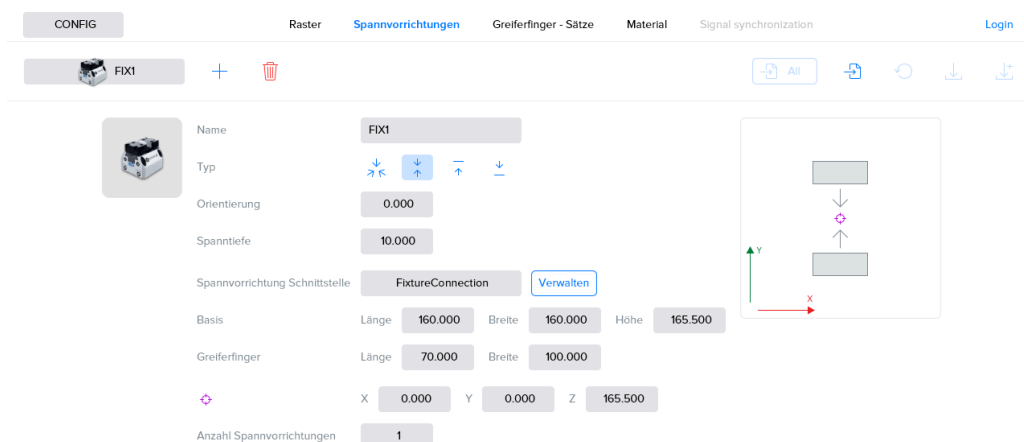 CONFIG Raster Spannvorrichtungen Greiferfinger - Sätze Material Signal synchronization Login
FIX1 All
Name FIX1
Typ
Orientierung 0.000
Spanntiefe 10.000
Spannvorrichtung Schnittstelle FixtureConnection Verwalten
Basis Länge 160.000 Breite 160.000 Höhe 165.500
Greiferfinger Länge 70.000 Breite 100.000
X 0.000 Y 0.000 Z 165.500
Anzahl Spannvorrichtungen 1
Y
X